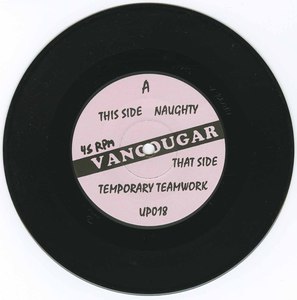 A
THIS SIDE NAUGHTY
45 RPM
VANCOUGAR
THAT SIDE
TEMPORARY TEAMWORK
UP018